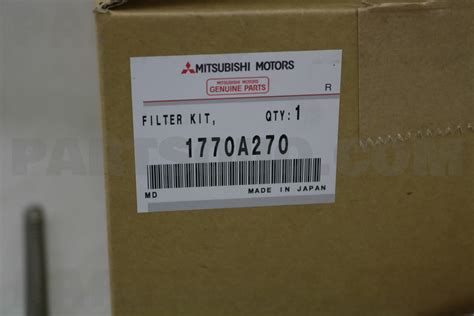 MITSUBISHI MOTORS
MITSUBISHI MOTORS
GENUINE PARTS
R
FILTER KIT, QTY:1
1770A270
MD MADE IN JAPAN